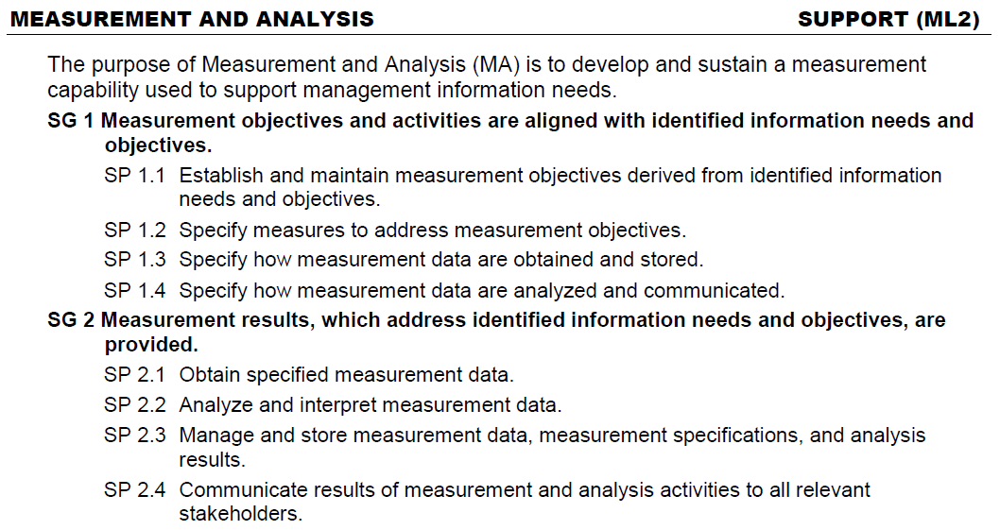 MEASUREMENT AND ANALYSIS SUPPORT (ML2)
The purpose of Measurement and Analysis (MA) is to develop and sustain a measurement
capability used to support management information needs.
SG 1 Measurement objectives and activities are aligned with identified information needs and
objectives.
SP 1.1 Establish and maintain measurement objectives derived from identified information
needs and objectives.
SP 1.2 Specify measures to address measurement objectives.
SP 1.3 Specify how measurement data are obtained and stored.
SP 1.4 Specify how measurement data are analyzed and communicated.
SG 2 Measurement results, which address identified information needs and objectives, are
provided.
SP 2.1 Obtain specified measurement data.
SP 2.2 Analyze and interpret measurement data.
SP 2.3 Manage and store measurement data, measurement specifications, and analysis
results.
SP 2.4 Communicate results of measurement and analysis activities to all relevant
stakeholders.